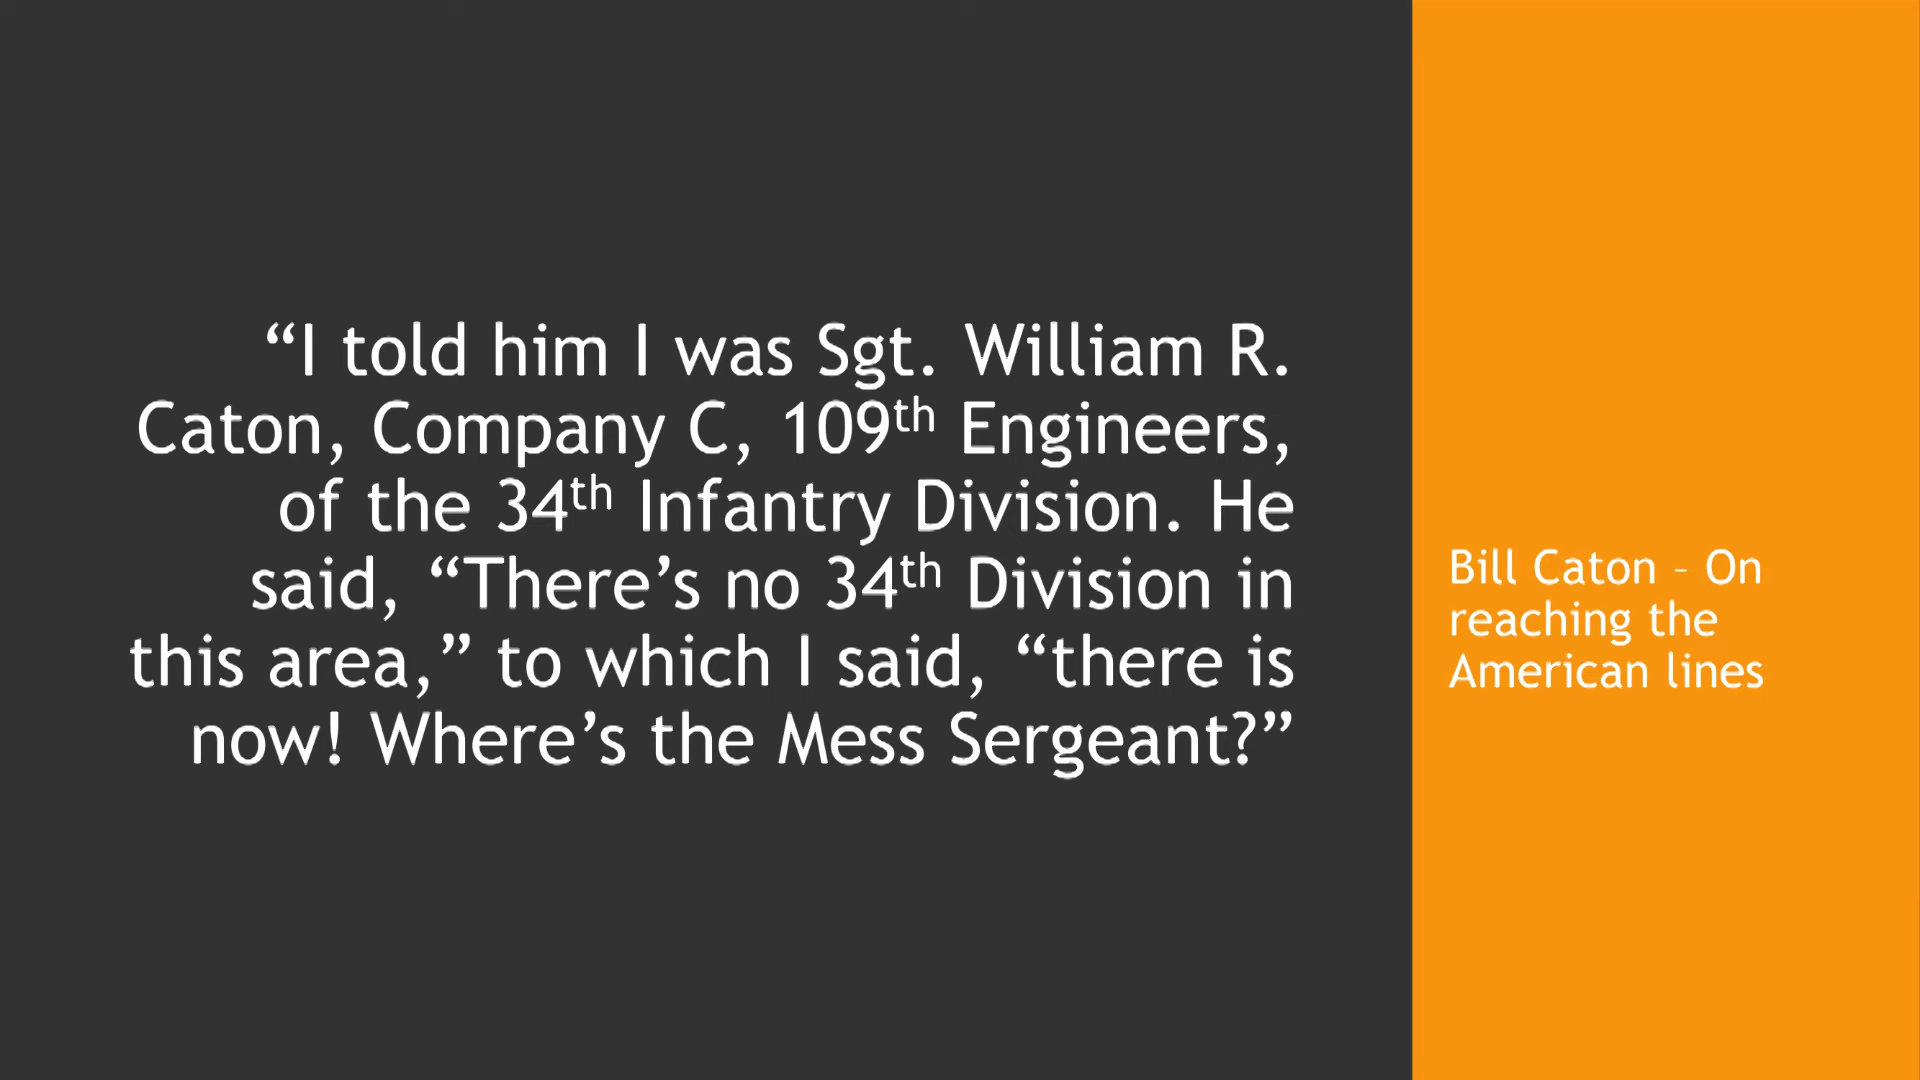 “I told him I was Sgt. William R.
Caton, Company C, 109th Engineers,
of the 34th Infantry Division. He
said, “There’s no 34th Division in
this area,” to which I said, “there is
now! Where’s the Mess Sergeant?”
Bill Caton – On
reaching the
American lines